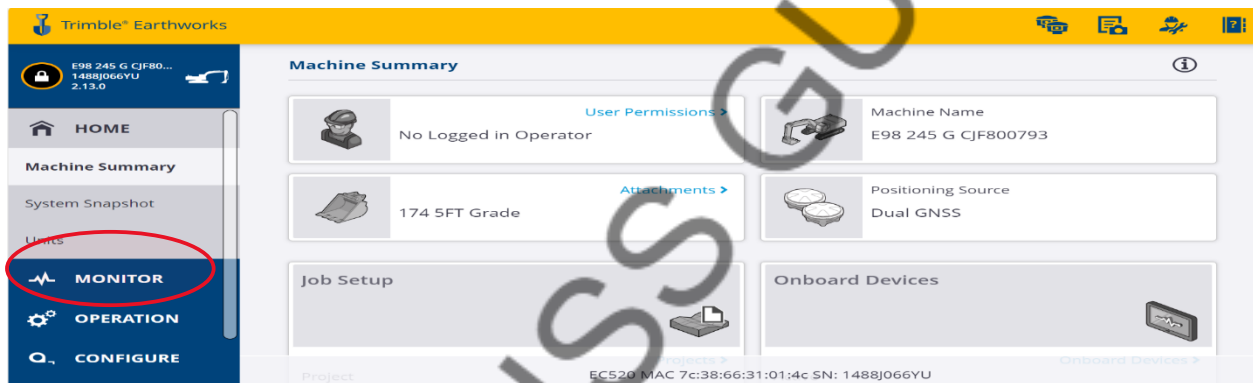 Trimble® Earthworks
E98 245 G CJF80...
1488J066YU
2.13.0
HOME
Machine Summary
System Snapshot
Units
MONITOR
OPERATION
CONFIGURE
Machine Summary
User Permissions >
No Logged in Operator
Machine Name
E98 245 G CJF800793
Attachments >
174 5FT Grade
Positioning Source
Dual GNSS
Job Setup
Onboard Devices
Projects >
Onboard Devices >
Project
EC520 MAC 7c:38:66:31:01:4c SN: 1488J066YU